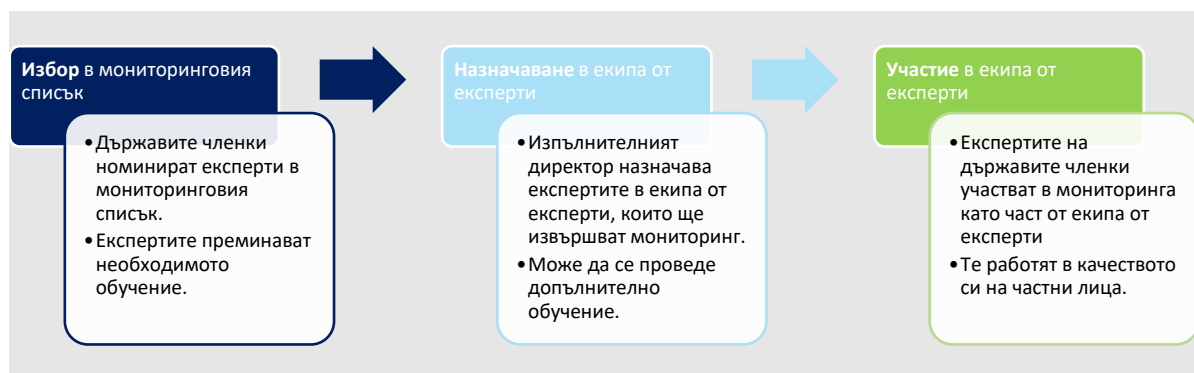 Избор в мониторинговия
списък
• Държавите членки
номинират експерти в
мониторинговия
списък.
• Експертите преминават
необходимото
обучение.
Назначаване в екипа от
експерти
• Изпълнителният
директор назначава
експертите в екипа от
експерти, които ще
извършват мониторинг.
• Може да се проведе
допълнително
обучение.
Участие в екипа от
експерти
• Експертите на
държавите членки
участват в мониторинга
като част от екипа от
експерти
• Те работят в качеството
си на частни лица.